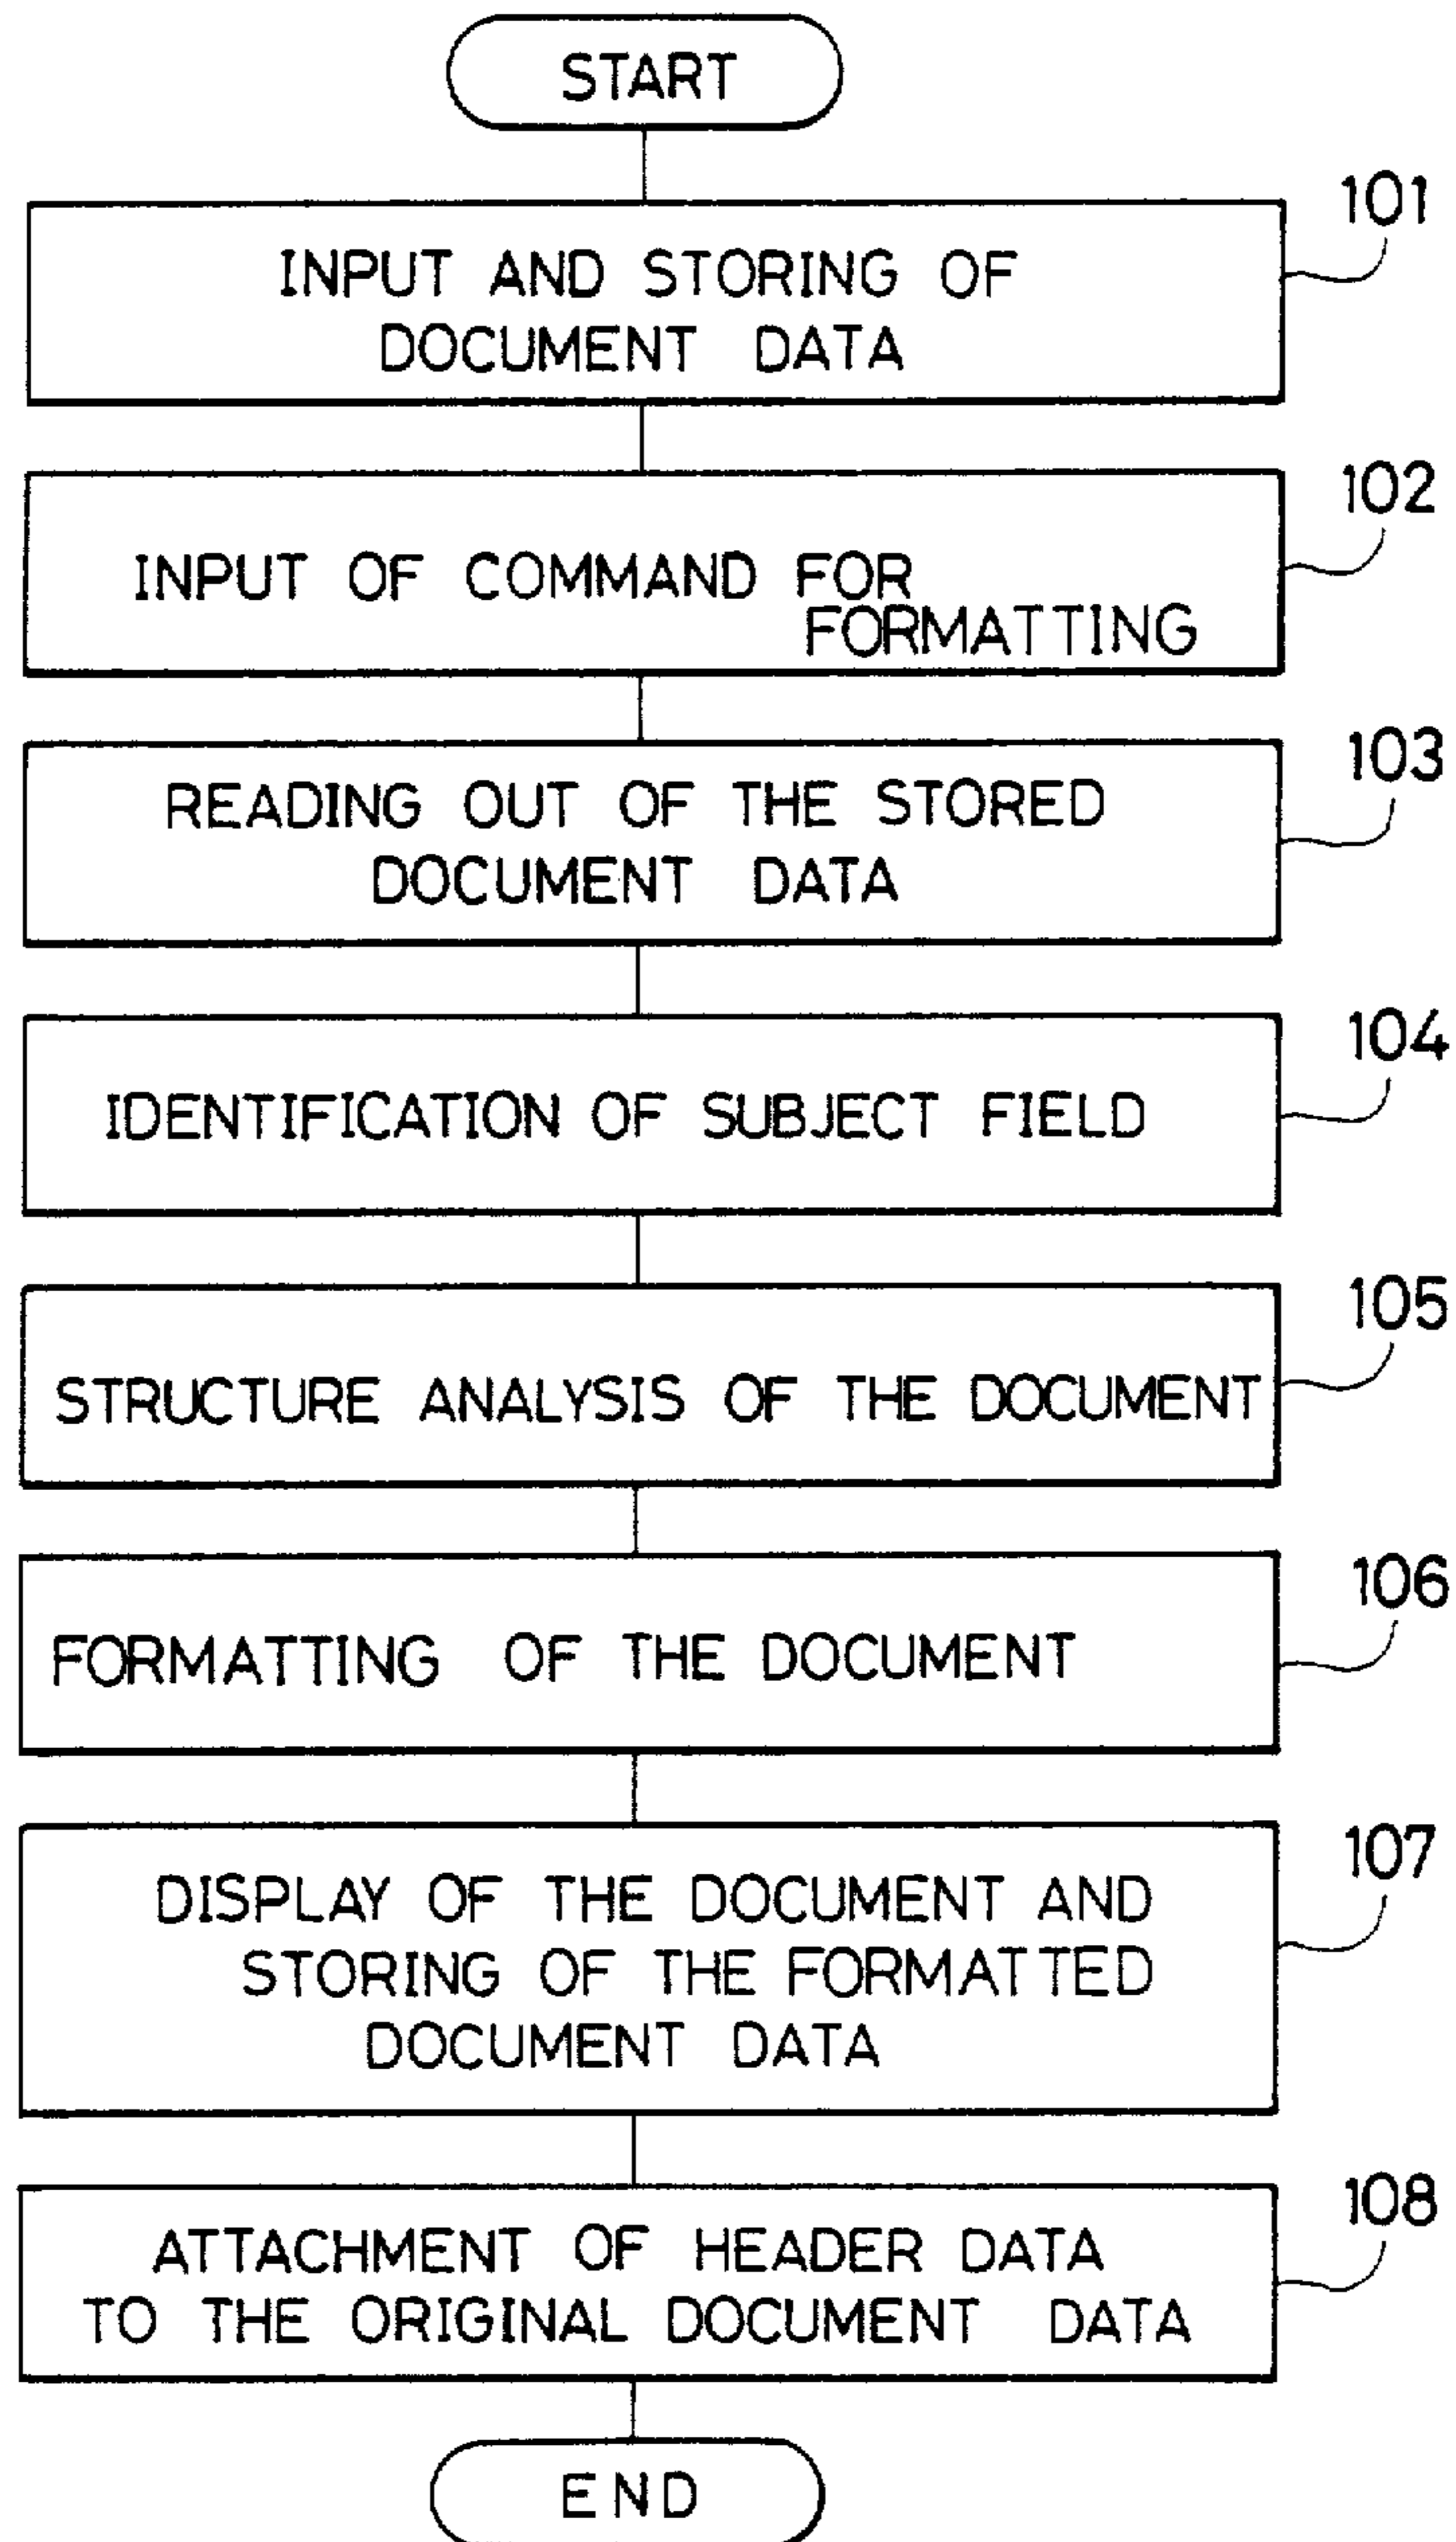 START
101
INPUT AND STORING OF
DOCUMENT DATA
102
INPUT OF COMMAND FOR
FORMATTING
103
READING OUT OF THE STORED
DOCUMENT DATA
104
IDENTIFICATION OF SUBJECT FIELD
105
STRUCTURE ANALYSIS OF THE DOCUMENT
106
FORMATTING OF THE DOCUMENT
107
DISPLAY OF THE DOCUMENT AND
STORING OF THE FORMATTED
DOCUMENT DATA
108
ATTACHMENT OF HEADER DATA
TO THE ORIGINAL DOCUMENT DATA
END